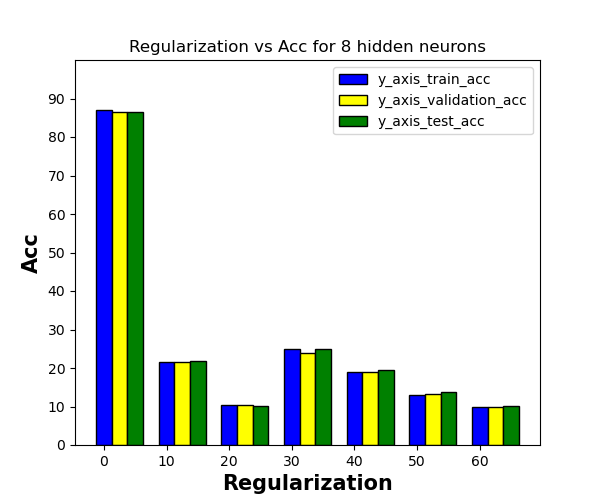 Regularization vs Acc for 8 hidden neurons
y_axis_train_acc
y_axis_validation_acc
y_axis_test_acc
90
80
70
60
50
40
30
20
10
0
Acc
0 10 20 30 40 50 60
Regularization